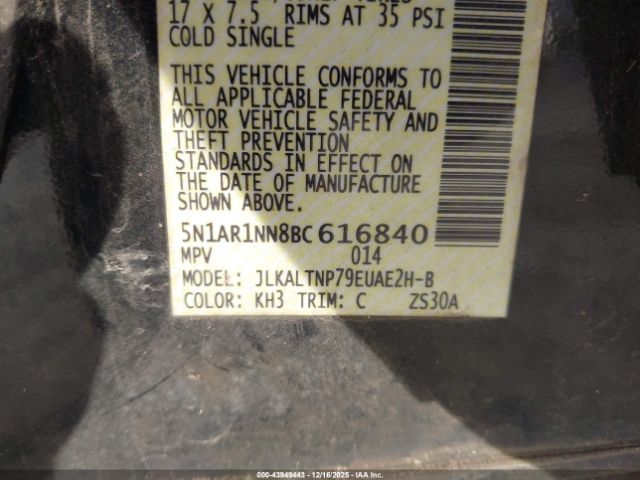 17 X 7.5 RIMS AT 35 PSI
COLD SINGLE
THIS VEHICLE CONFORMS TO
ALL APPLICABLE FEDERAL
MOTOR VEHICLE SAFETY AND
THEFT PREVENTION
STANDARDS IN EFFECT ON
THE DATE OF MANUFACTURE
SHOWN ABOVE.
5N1AR1NN8BC616840
MPV 014
MODEL: JLKALTNP79EUAE2H-B
COLOR: KH3 TRIM: C ZS30A
000-43949443 - 12/16/2025 - IAA Inc.